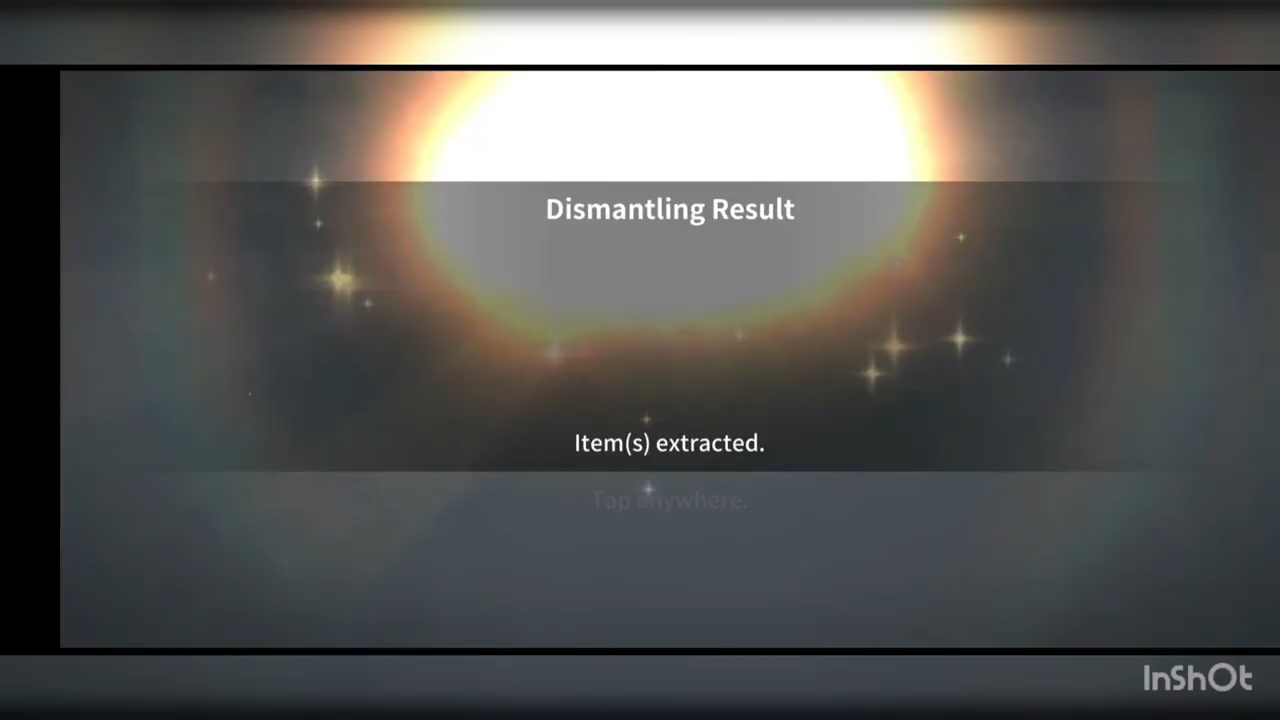 Dismantling Result
Item(s) extracted.
Tap anywhere.
InShOt